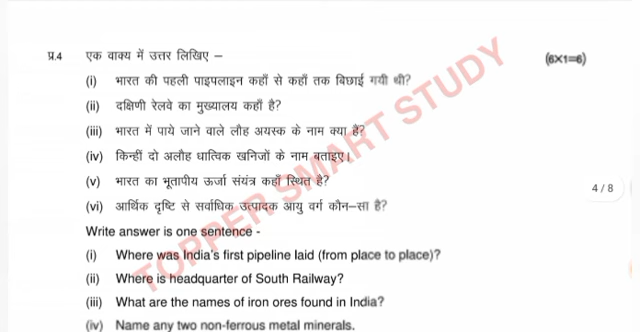 प्र.4 एक वाक्य में उत्तर लिखिए – (6X1=6)
(i) भारत की पहली पाइपलाइन कहाँ से कहाँ तक बिछाई गयी थी?
(ii) दक्षिणी रेलवे का मुख्यालय कहाँ है?
(iii) भारत में पाये जाने वाले लौह अयस्क के नाम क्या हैं?
(iv) किन्हीं दो अलौह धात्विक खनिजों के नाम बताइए।
(v) भारत का भूतापीय ऊर्जा संयंत्र कहाँ स्थित है?
4 / 8
(vi) आर्थिक दृष्टि से सर्वाधिक उत्पादक आयु वर्ग कौन–सा है?
Write answer is one sentence -
(i) Where was India's first pipeline laid (from place to place)?
(ii) Where is headquarter of South Railway?
(iii) What are the names of iron ores found in India?
(iv) Name any two non-ferrous metal minerals.
TOPPER SMART STUDY